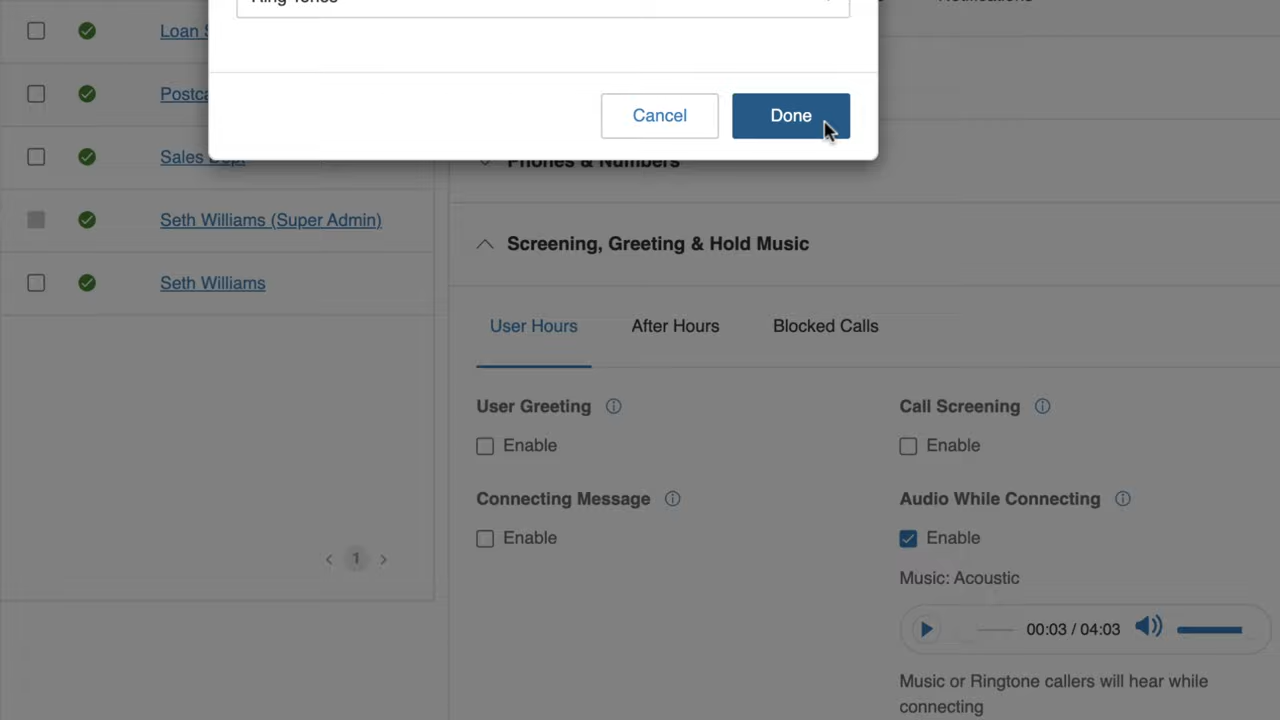 Ring Tones
Notifications
Loan S
Cancel
Done
Postca
Sales Dept
Phones & Numbers
Seth Williams (Super Admin)
Screening, Greeting & Hold Music
Seth Williams
User Hours
After Hours
Blocked Calls
User Greeting
Call Screening
Enable
Enable
Connecting Message
Audio While Connecting
Enable
Enable
1
Music: Acoustic
00:03 / 04:03
Music or Ringtone callers will hear while
connecting